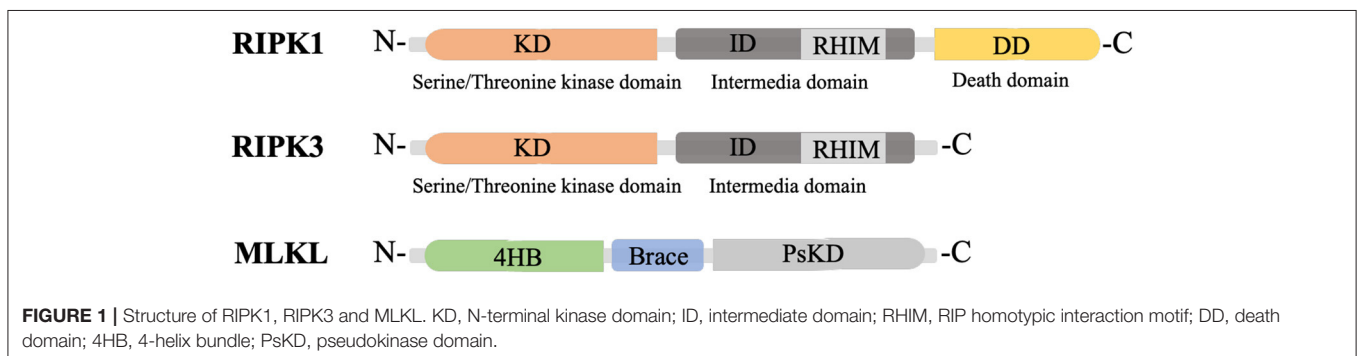 RIPK1 N- KD ID RHIM DD -C
Serine/Threonine kinase domain Intermedia domain Death domain
RIPK3 N- KD ID RHIM -C
Serine/Threonine kinase domain Intermedia domain
MLKL N- 4HB Brace PsKD -C
FIGURE 1 | Structure of RIPK1, RIPK3 and MLKL. KD, N-terminal kinase domain; ID, intermediate domain; RHIM, RIP homotypic interaction motif; DD, death
domain; 4HB, 4-helix bundle; PsKD, pseudokinase domain.